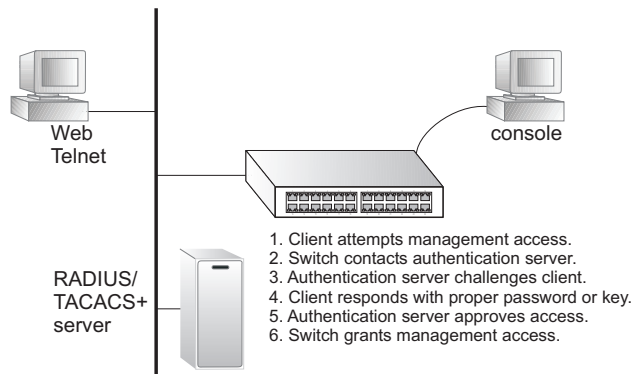 Web
Telnet
console
RADIUS/
TACACS+
server
1. Client attempts management access.
2. Switch contacts authentication server.
3. Authentication server challenges client.
4. Client responds with proper password or key.
5. Authentication server approves access.
6. Switch grants management access.